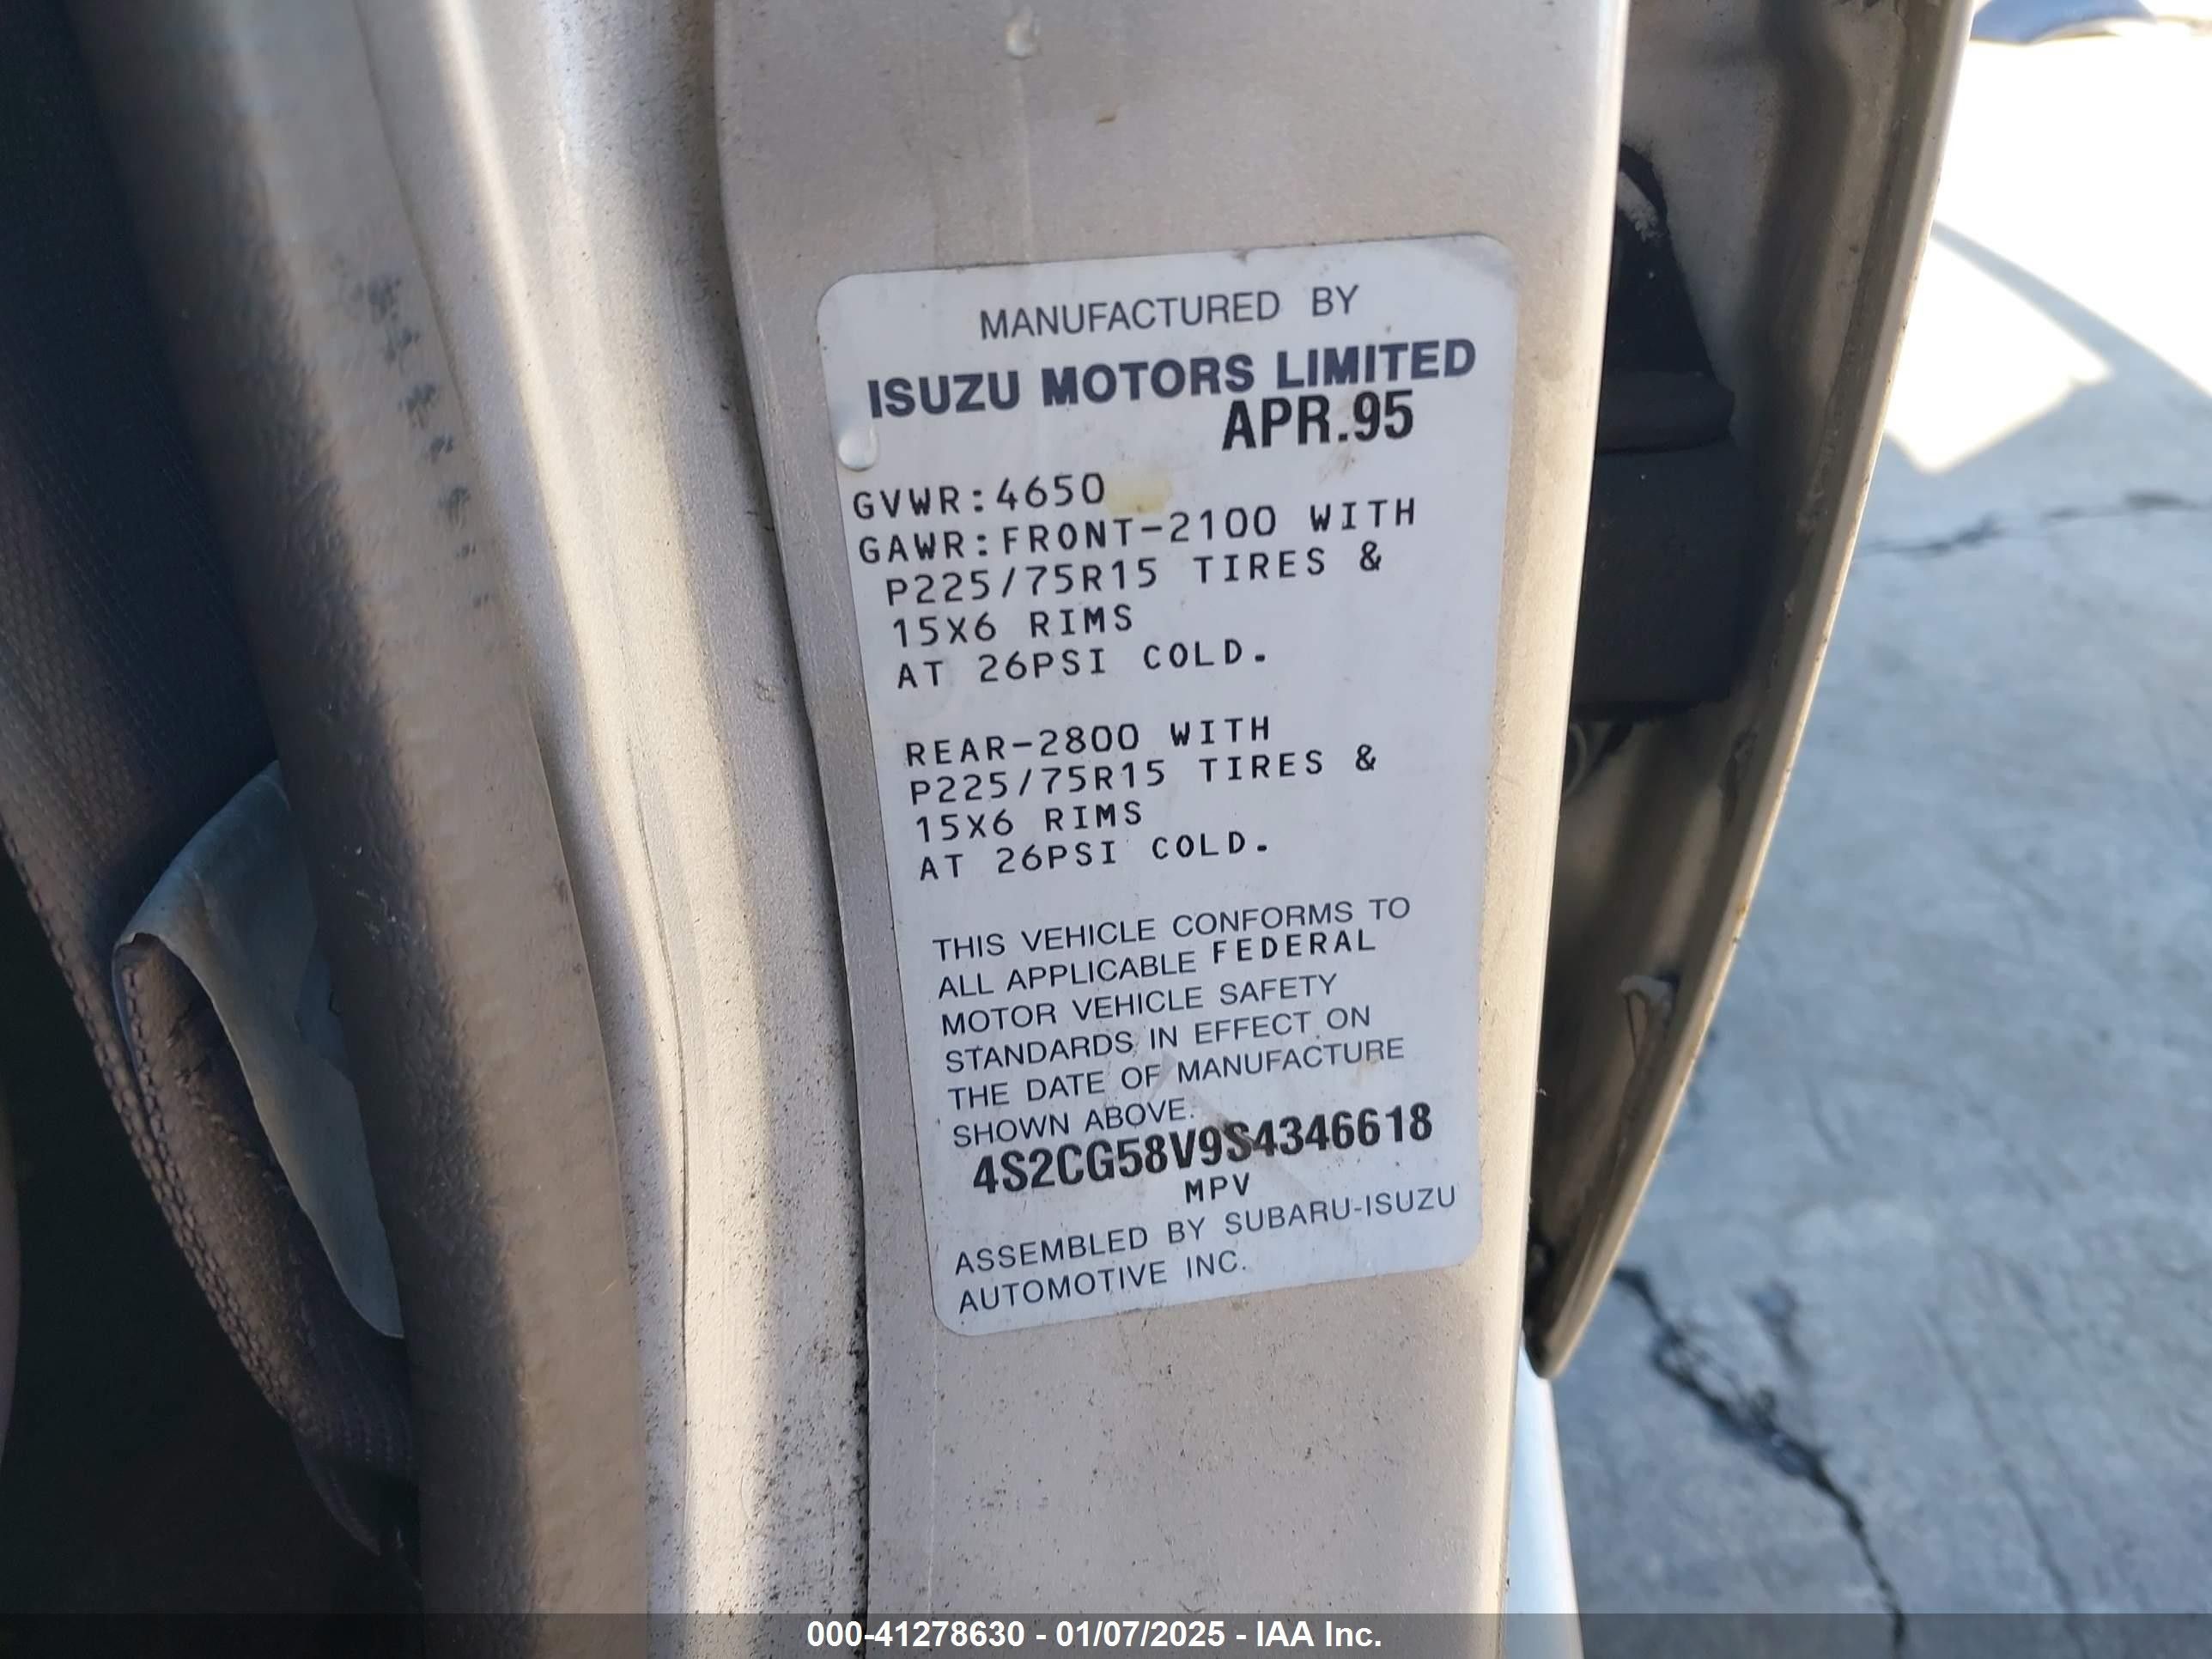 MANUFACTURED BY
ISUZU MOTORS LIMITED
APR.95
GVWR:4650
GAWR:FRONT-2100 WITH
P225/75R15 TIRES &
15X6 RIMS
AT 26PSI COLD.
REAR-2800 WITH
P225/75R15 TIRES &
15X6 RIMS
AT 26PSI COLD.
THIS VEHICLE CONFORMS TO
ALL APPLICABLE FEDERAL
MOTOR VEHICLE SAFETY
STANDARDS IN EFFECT ON
THE DATE OF MANUFACTURE
SHOWN ABOVE.
4S2CG58V9S4346618
MPV
ASSEMBLED BY SUBARU-ISUZU
AUTOMOTIVE INC.
000-41278630 - 01/07/2025 - IAA Inc.